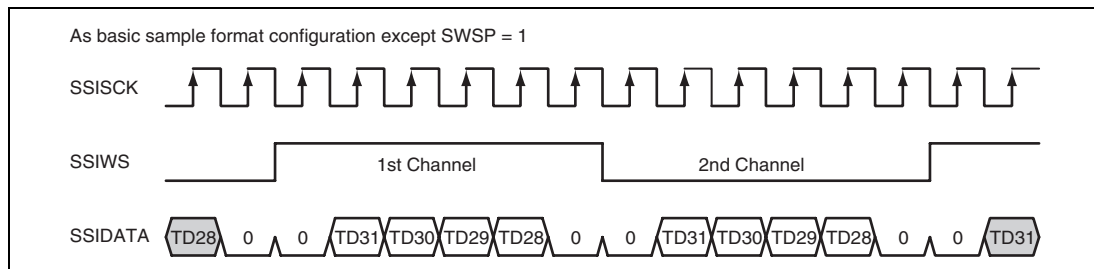 As basic sample format configuration except SWSP = 1
SSISCK
SSIWS 1st Channel 2nd Channel
SSIDATA TD28 0 0 TD31 TD30 TD29 TD28 0 0 TD31 TD30 TD29 TD28 0 0 TD31